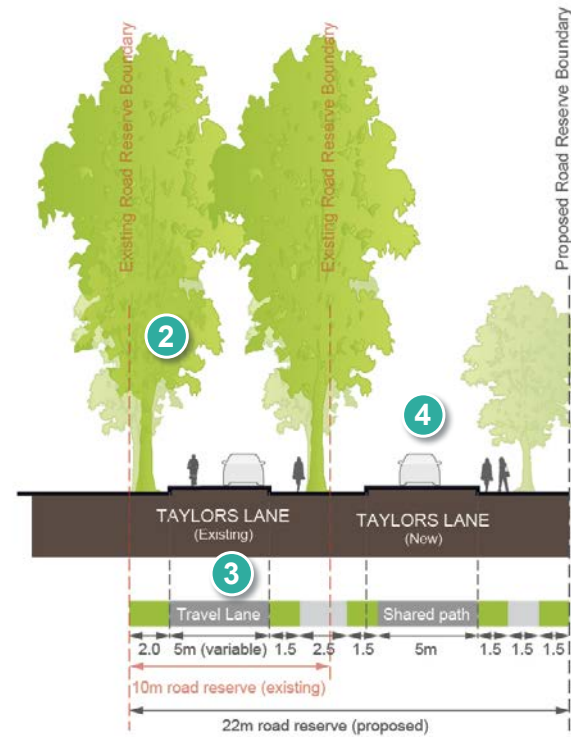 Existing Road Reserve Boundary
Existing Road Reserve Boundary
Proposed Road Reserve Boundary
2
4
TAYLORS LANE
(Existing)
TAYLORS LANE
(New)
3
Travel Lane
Shared path
2.0 5m (variable) 1.5 2.5 1.5 5m 1.5 1.5 1.5
10m road reserve (existing)
22m road reserve (proposed)